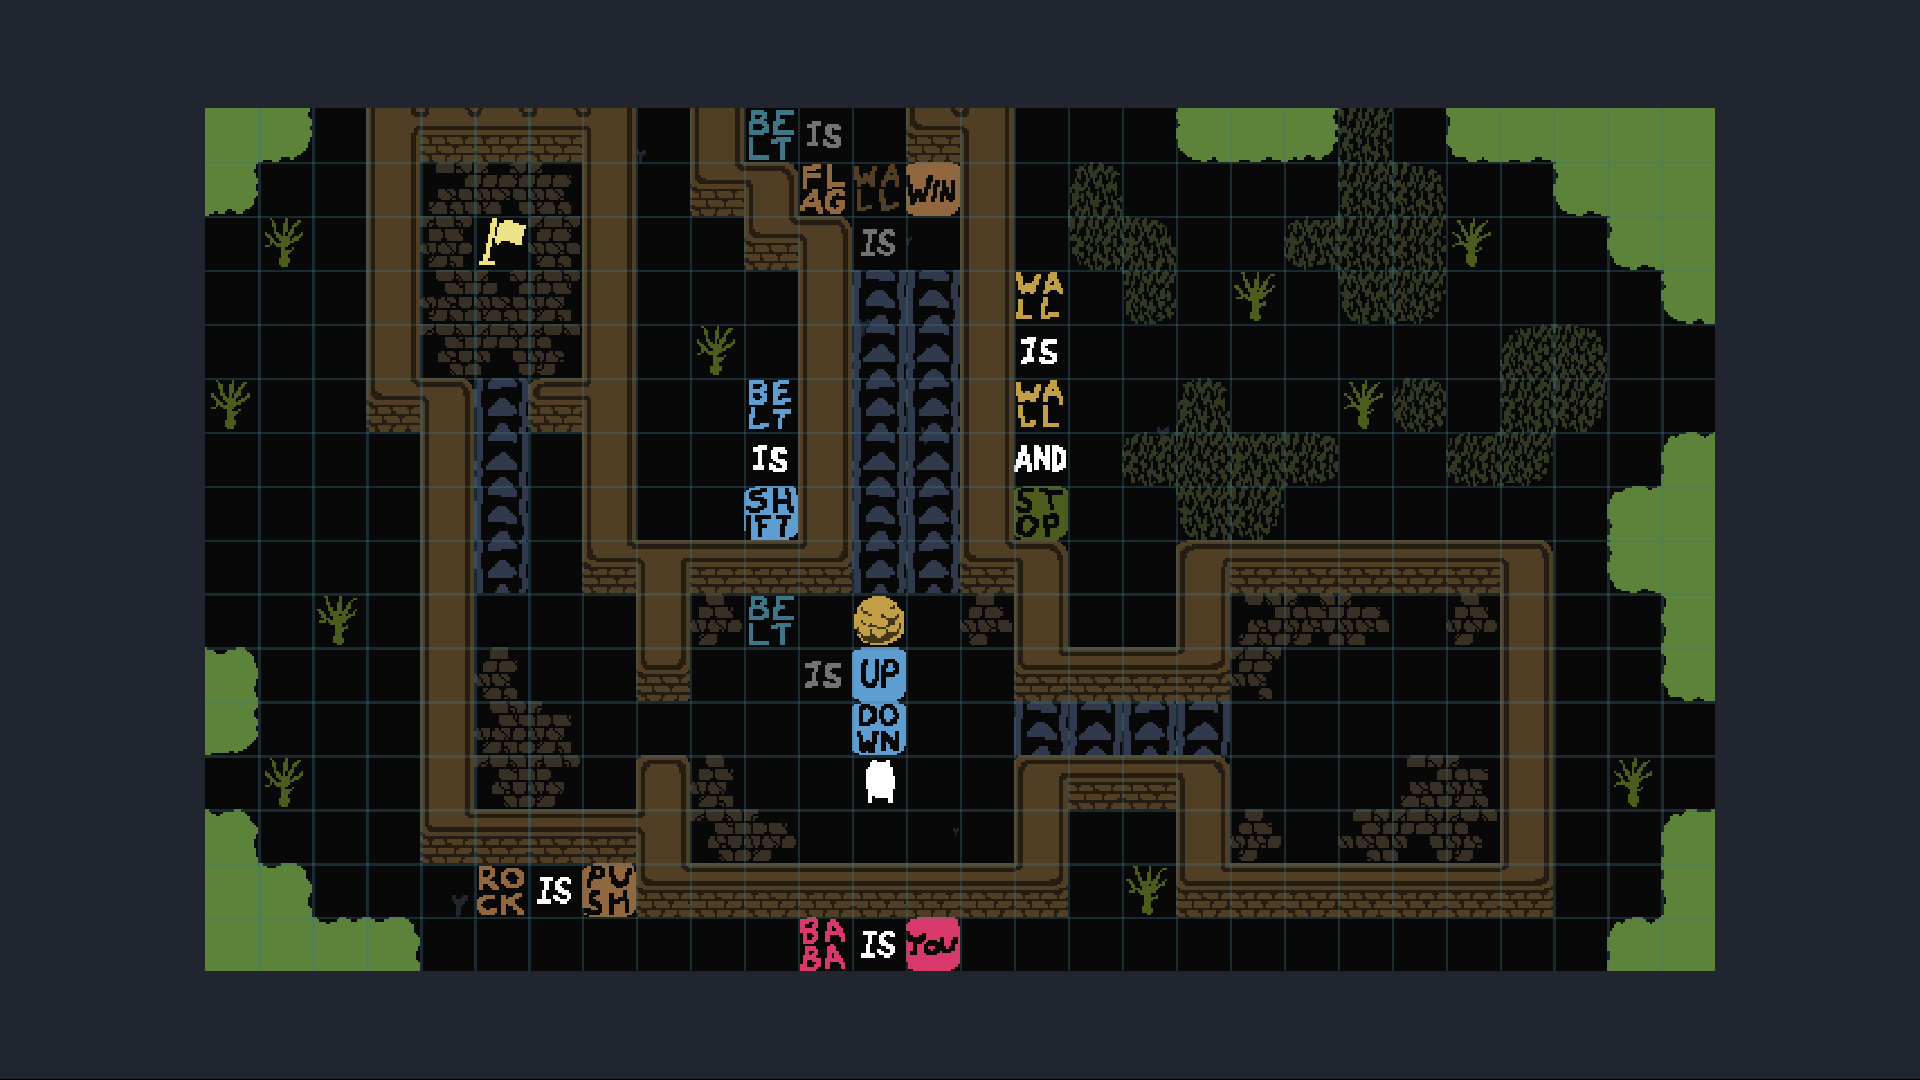 BELT IS
FLAG WALL WIN
IS
WALL
IS
BELT WALL
IS AND
SHFT STOP
BELT
IS UP
DOWN
ROCK IS PUSH
BABA IS YOU